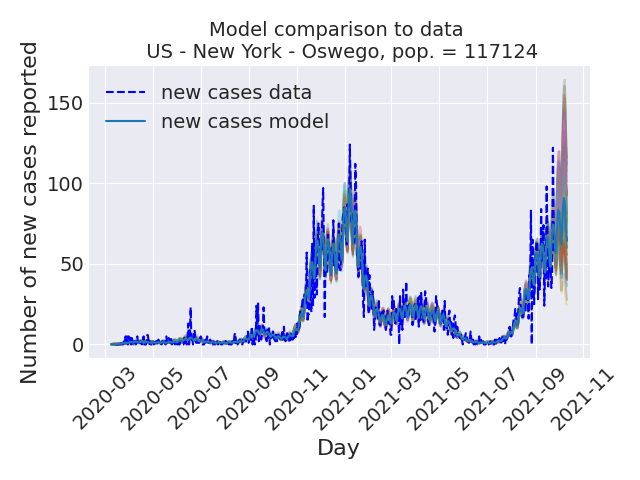 Model comparison to data
US - New York - Oswego, pop. = 117124
Number of new cases reported
150
100
50
0
new cases data
new cases model
2020-03
2020-05
2020-07
2020-09
2020-11
2021-01
2021-03
2021-05
2021-07
2021-09
2021-11
Day